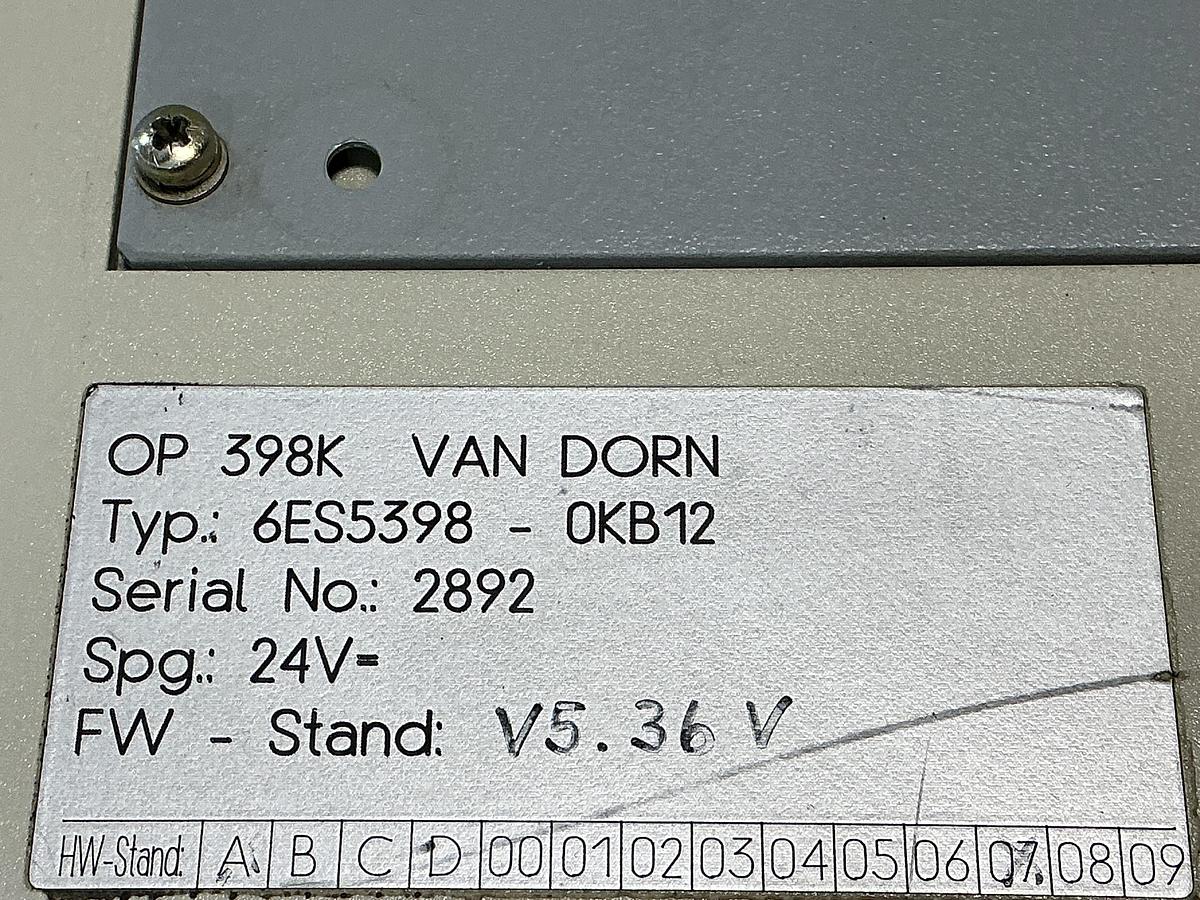 OP 398K VAN DORN
Typ.: 6ES5398 - 0KB12
Serial No.: 2892
Spg.: 24V=
FW - Stand: V5.36 V
HW-Stand: A B C D 00 01 02 03 04 05 06 07 08 09